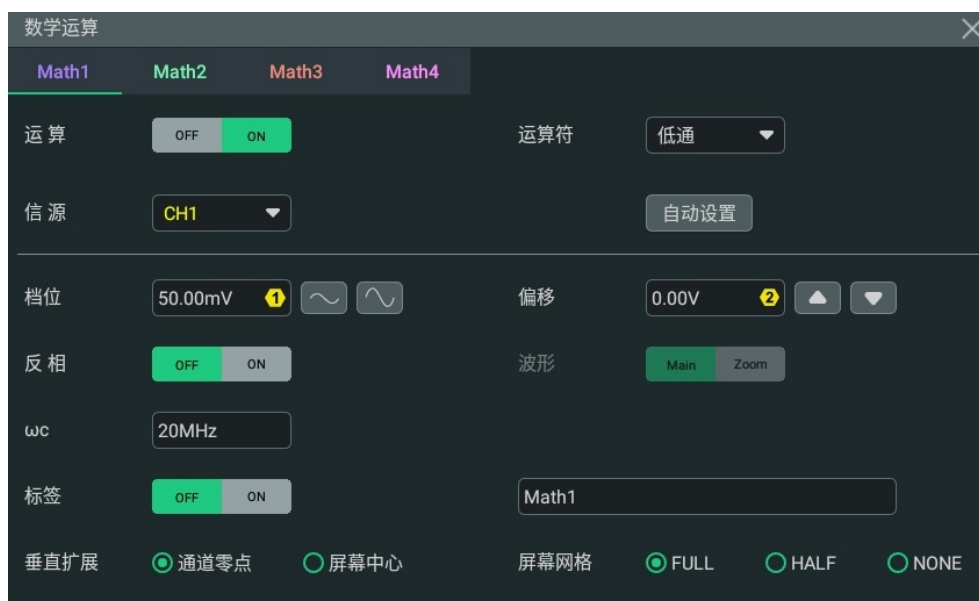 数学运算
Math1 Math2 Math3 Math4
运算 OFF ON 运算符 低通
信源 CH1 自动设置
档位 50.00mV 1 偏移 0.00V 2
反相 OFF ON 波形 Main Zoom
ωc 20MHz
标签 OFF ON Math1
垂直扩展 通道零点 屏幕中心 屏幕网格 FULL HALF NONE